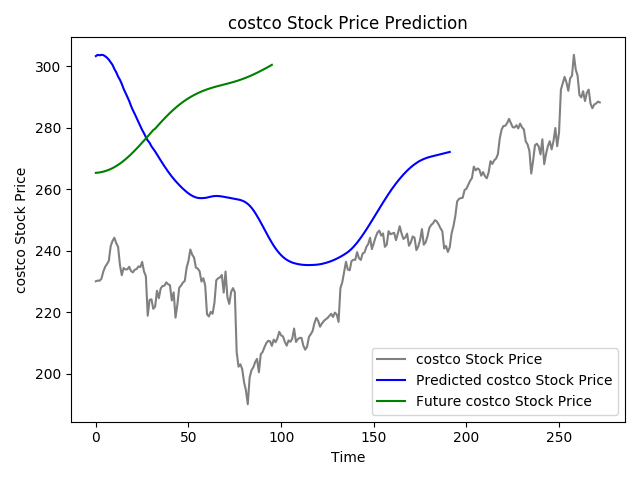 costco Stock Price Prediction
costco Stock Price
300
280
260
240
220
200
costco Stock Price
Predicted costco Stock Price
Future costco Stock Price
0
50
100
150
200
250
Time